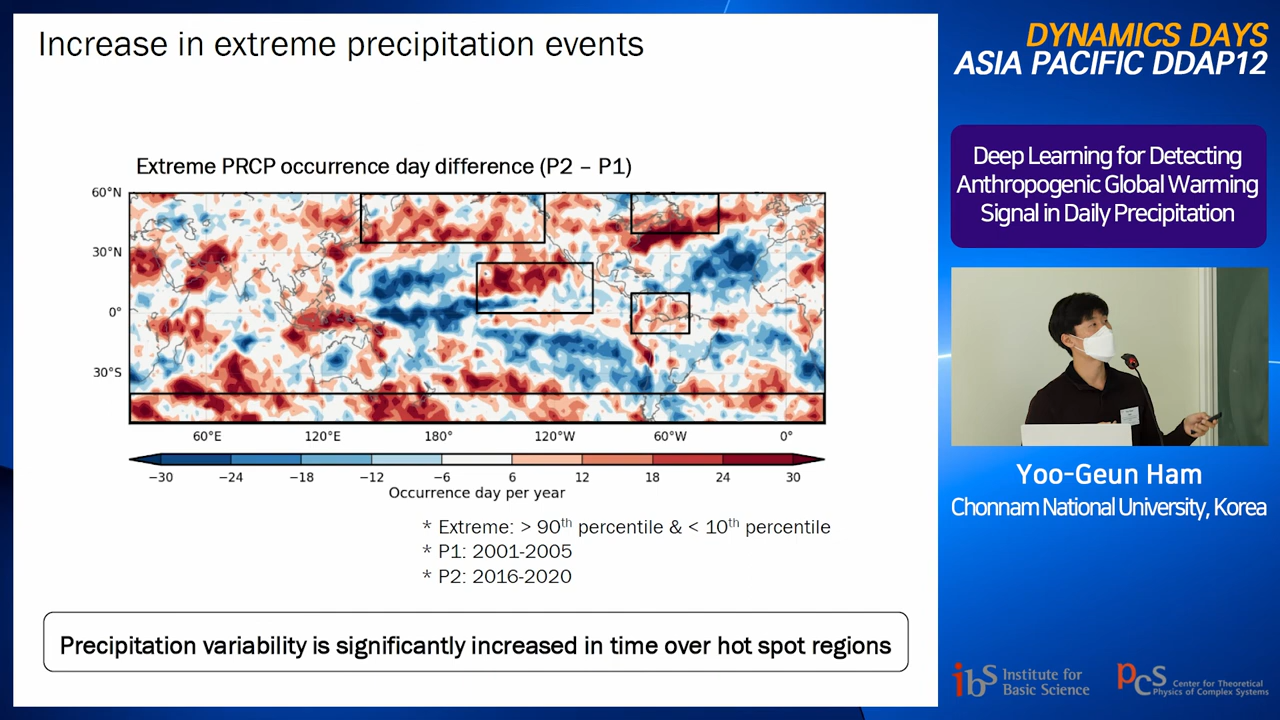 Increase in extreme precipitation events
Extreme PRCP occurrence day difference (P2 – P1)
60°N
30°N
0°
30°S
60°E
120°E
180°
120°W
60°W
0°
−30
−24
−18
−12
−6
6
12
18
24
30
Occurrence day per year
* Extreme: > 90th percentile & < 10th percentile
* P1: 2001-2005
* P2: 2016-2020
Precipitation variability is significantly increased in time over hot spot regions
DYNAMICS DAYS
ASIA PACIFIC DDAP12
Deep Learning for Detecting
Anthropogenic Global Warming
Signal in Daily Precipitation
Yoo-Geun Ham
Chonnam National University, Korea
ibS Institute for
Basic Science
PCS Center for Theoretical
Physics of Complex Systems